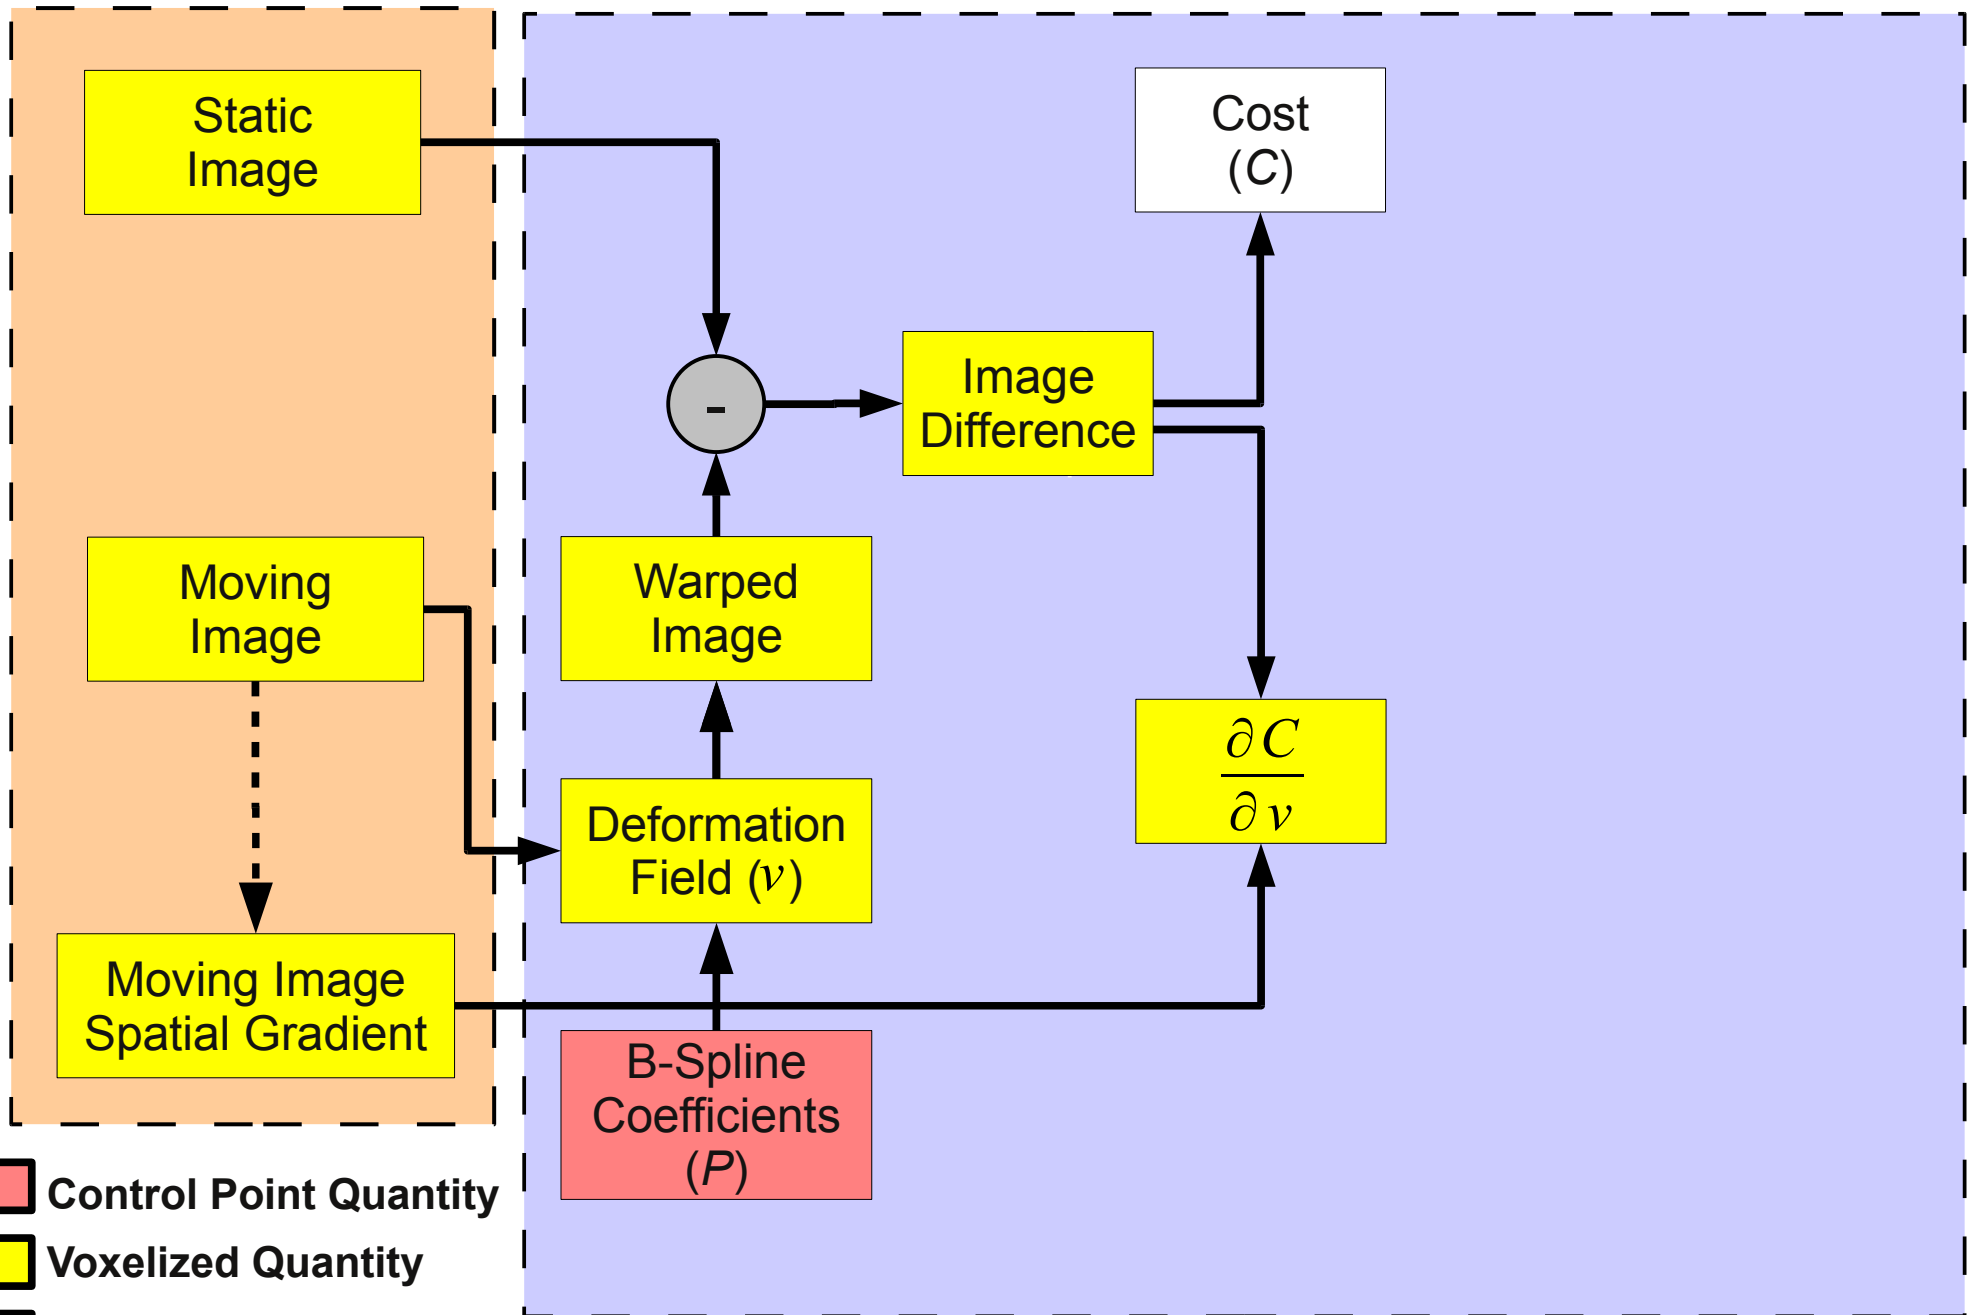 Static
Image
Cost
(C)
-
Image
Difference
Moving
Image
Warped
Image
∂C
∂v
Deformation
Field (v)
Moving Image
Spatial Gradient
B-Spline
Coefficients
(P)
Control Point Quantity
Voxelized Quantity